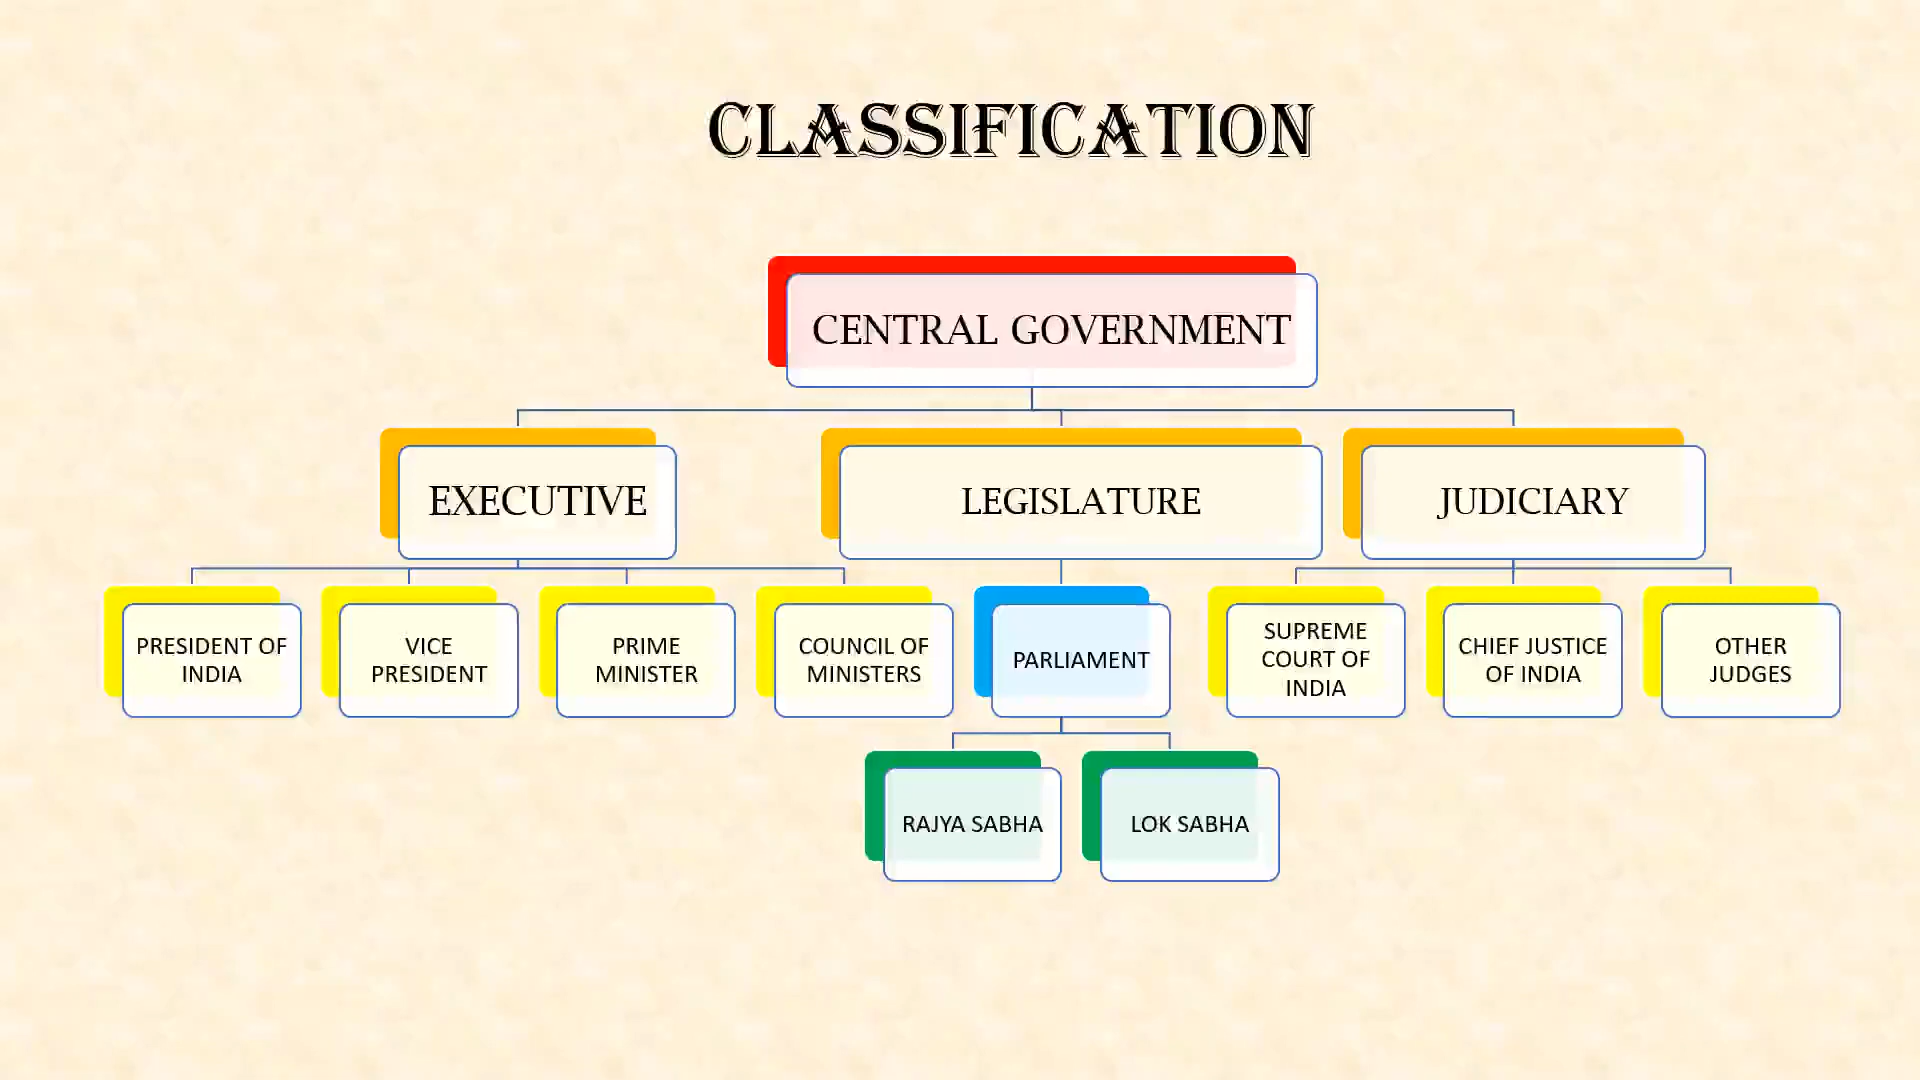 CLASSIFICATION
CENTRAL GOVERNMENT
EXECUTIVE
LEGISLATURE
JUDICIARY
PRESIDENT OF
INDIA
VICE
PRESIDENT
PRIME
MINISTER
COUNCIL OF
MINISTERS
PARLIAMENT
SUPREME
COURT OF
INDIA
CHIEF JUSTICE
OF INDIA
OTHER
JUDGES
RAJYA SABHA
LOK SABHA